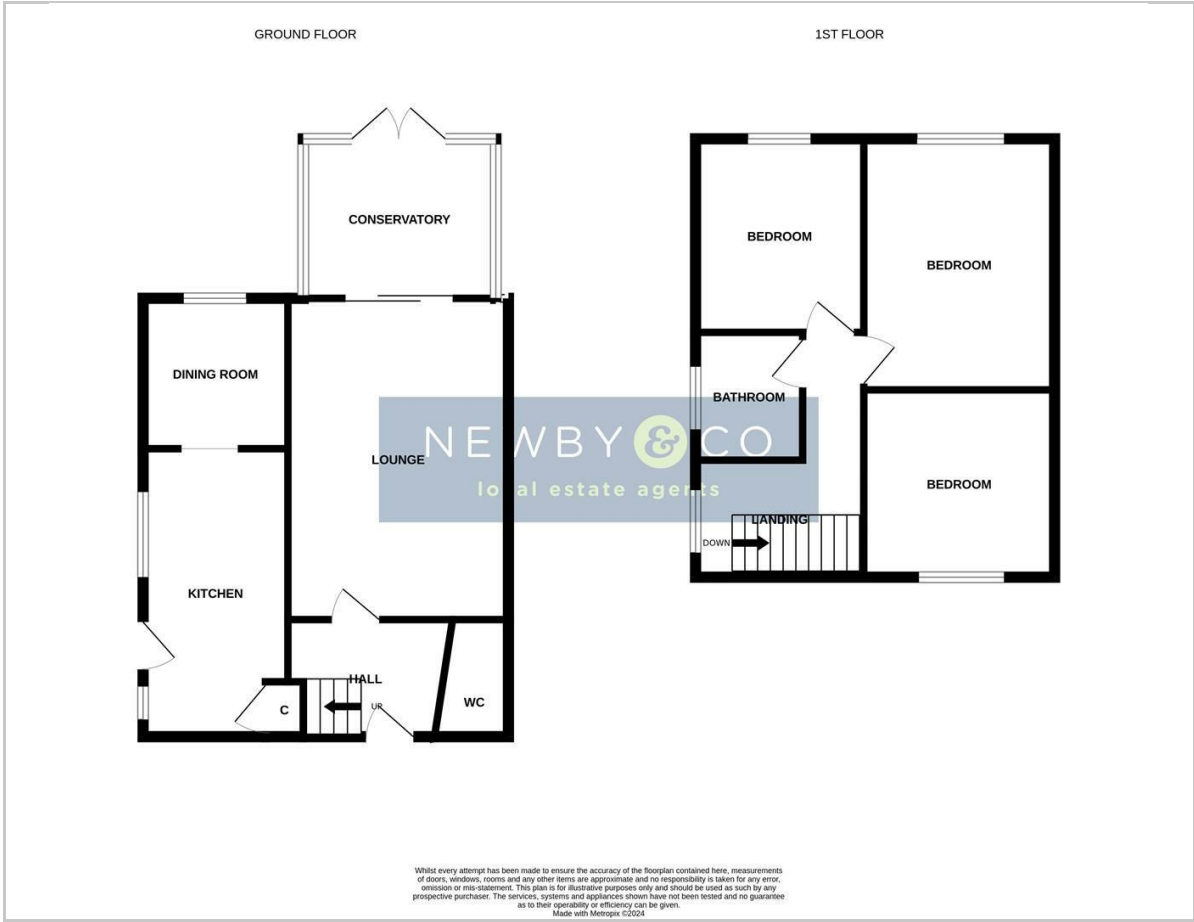 GROUND FLOOR
1ST FLOOR
CONSERVATORY
DINING ROOM
LOUNGE
KITCHEN
HALL
UP
C
WC
BEDROOM
BEDROOM
BATHROOM
BEDROOM
LANDING
DOWN
NEWBY & CO
local estate agents
Whilst every attempt has been made to ensure the accuracy of the floorplan contained here, measurements
of doors, windows, rooms and any other items are approximate and no responsibility is taken for any error,
omission or mis-statement. This plan is for illustrative purposes only and should be used as such by any
prospective purchaser. The services, systems and appliances shown have not been tested and no guarantee
as to their operability or efficiency can be given.
Made with Metropix ©2024